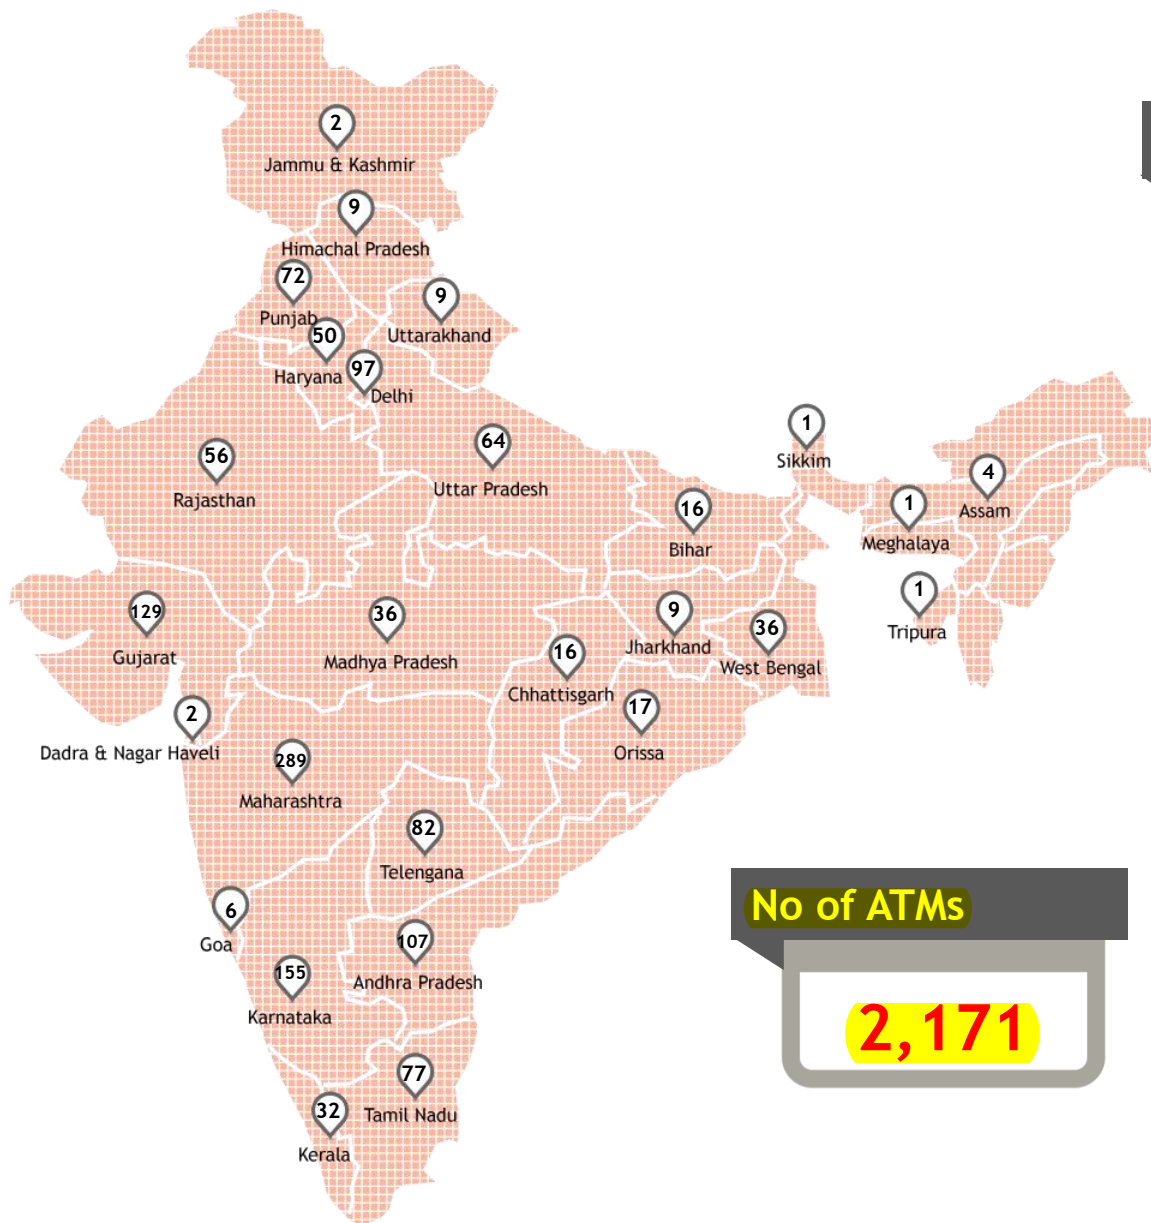 2
Jammu & Kashmir
9
Himachal Pradesh
72
Punjab
9
Uttarakhand
50
Haryana
97
Delhi
56
Rajasthan
64
Uttar Pradesh
1
Sikkim
4
Assam
1
Meghalaya
16
Bihar
1
Tripura
129
Gujarat
36
Madhya Pradesh
9
Jharkhand
36
West Bengal
16
Chhattisgarh
17
Orissa
2
Dadra & Nagar Haveli
289
Maharashtra
82
Telengana
6
Goa
107
Andhra Pradesh
155
Karnataka
77
Tamil Nadu
32
Kerala
No of ATMs
2,171